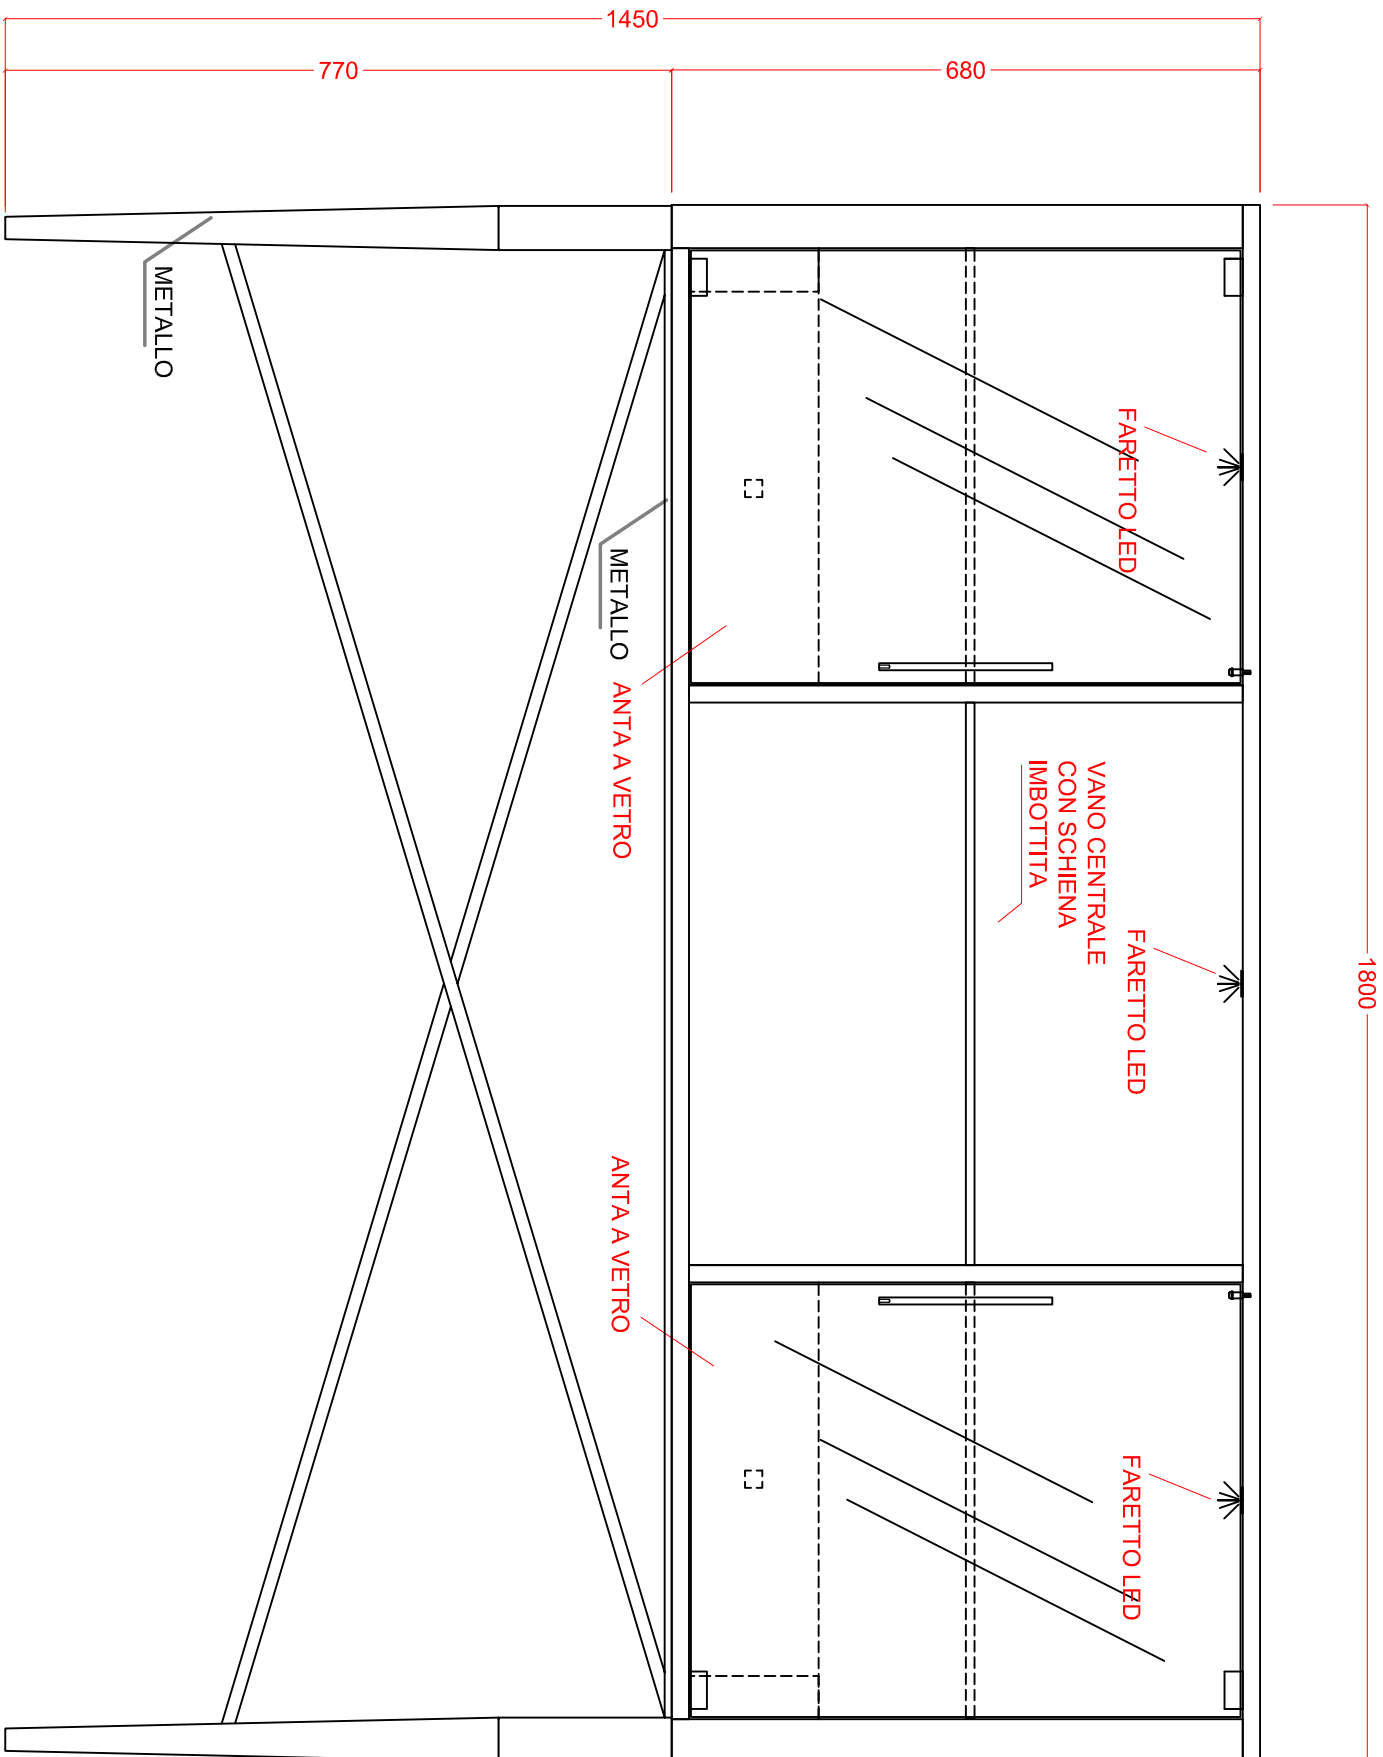 1450
770
680
1800
METALLO
METALLO
ANTA A VETRO
FARETTO LED
VANO CENTRALE
CON SCHIENA
IMBOTTITA
FARETTO LED
ANTA A VETRO
FARETTO LED